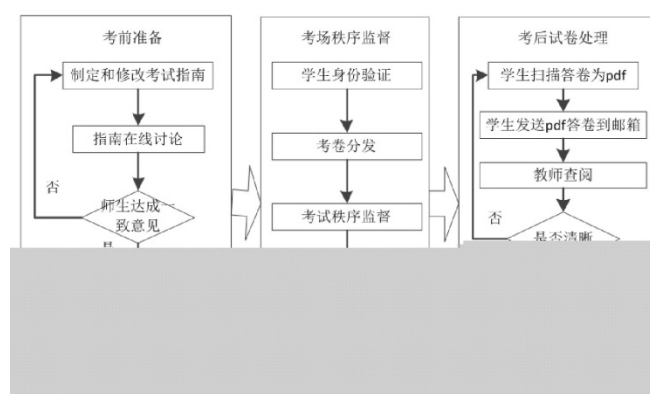 考前准备
制定和修改考试指南
指南在线讨论
否
师生达成一
致意见
是
考场秩序监督
学生身份验证
考卷分发
考试秩序监督
考后试卷处理
学生扫描答卷为pdf
学生发送pdf答卷到邮箱
教师查阅
否
是否清晰